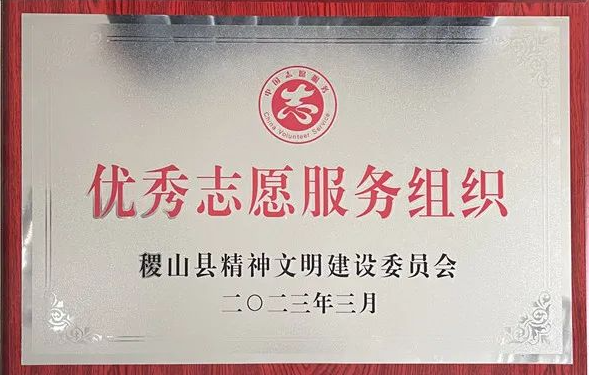 中国志愿服务
志
China Volunteer Service
优秀志愿服务组织
稷山县精神文明建设委员会
二〇二三年三月